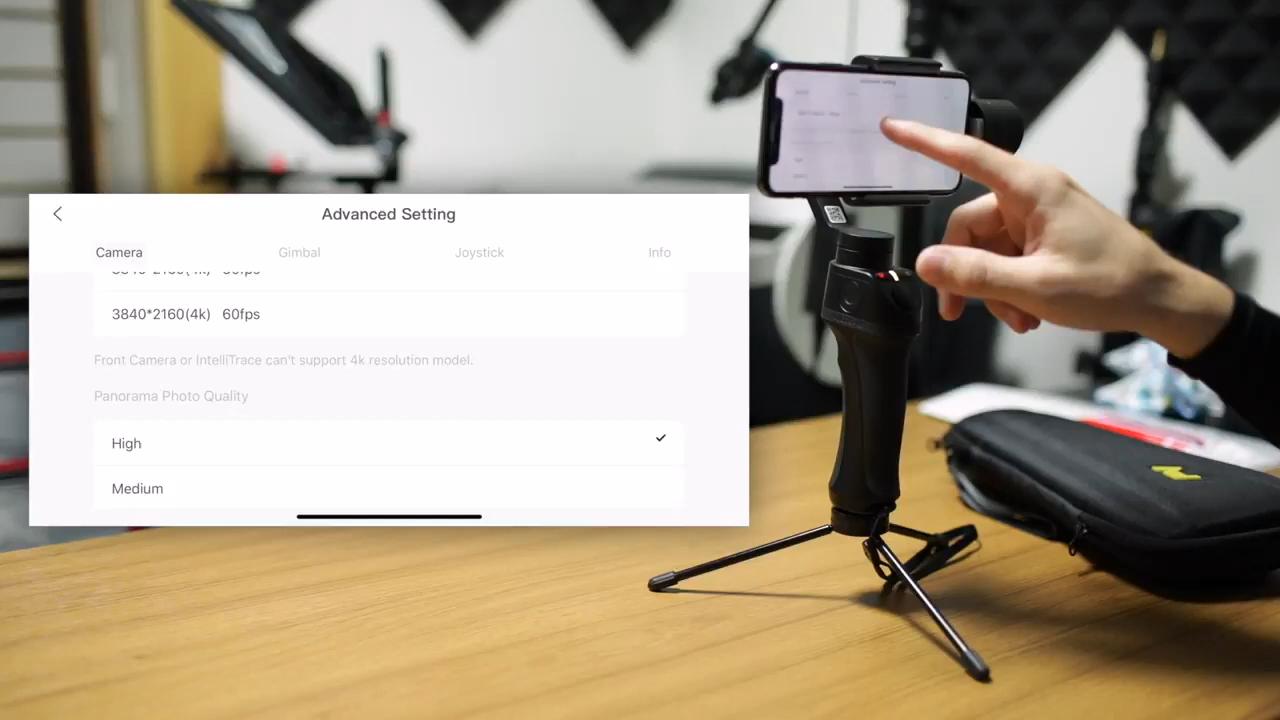 Advanced Setting
Camera Gimbal Joystick Info
3840*2160(4k) 60fps
Front Camera or IntelliTrace can't support 4k resolution model.
Panorama Photo Quality
High
Medium